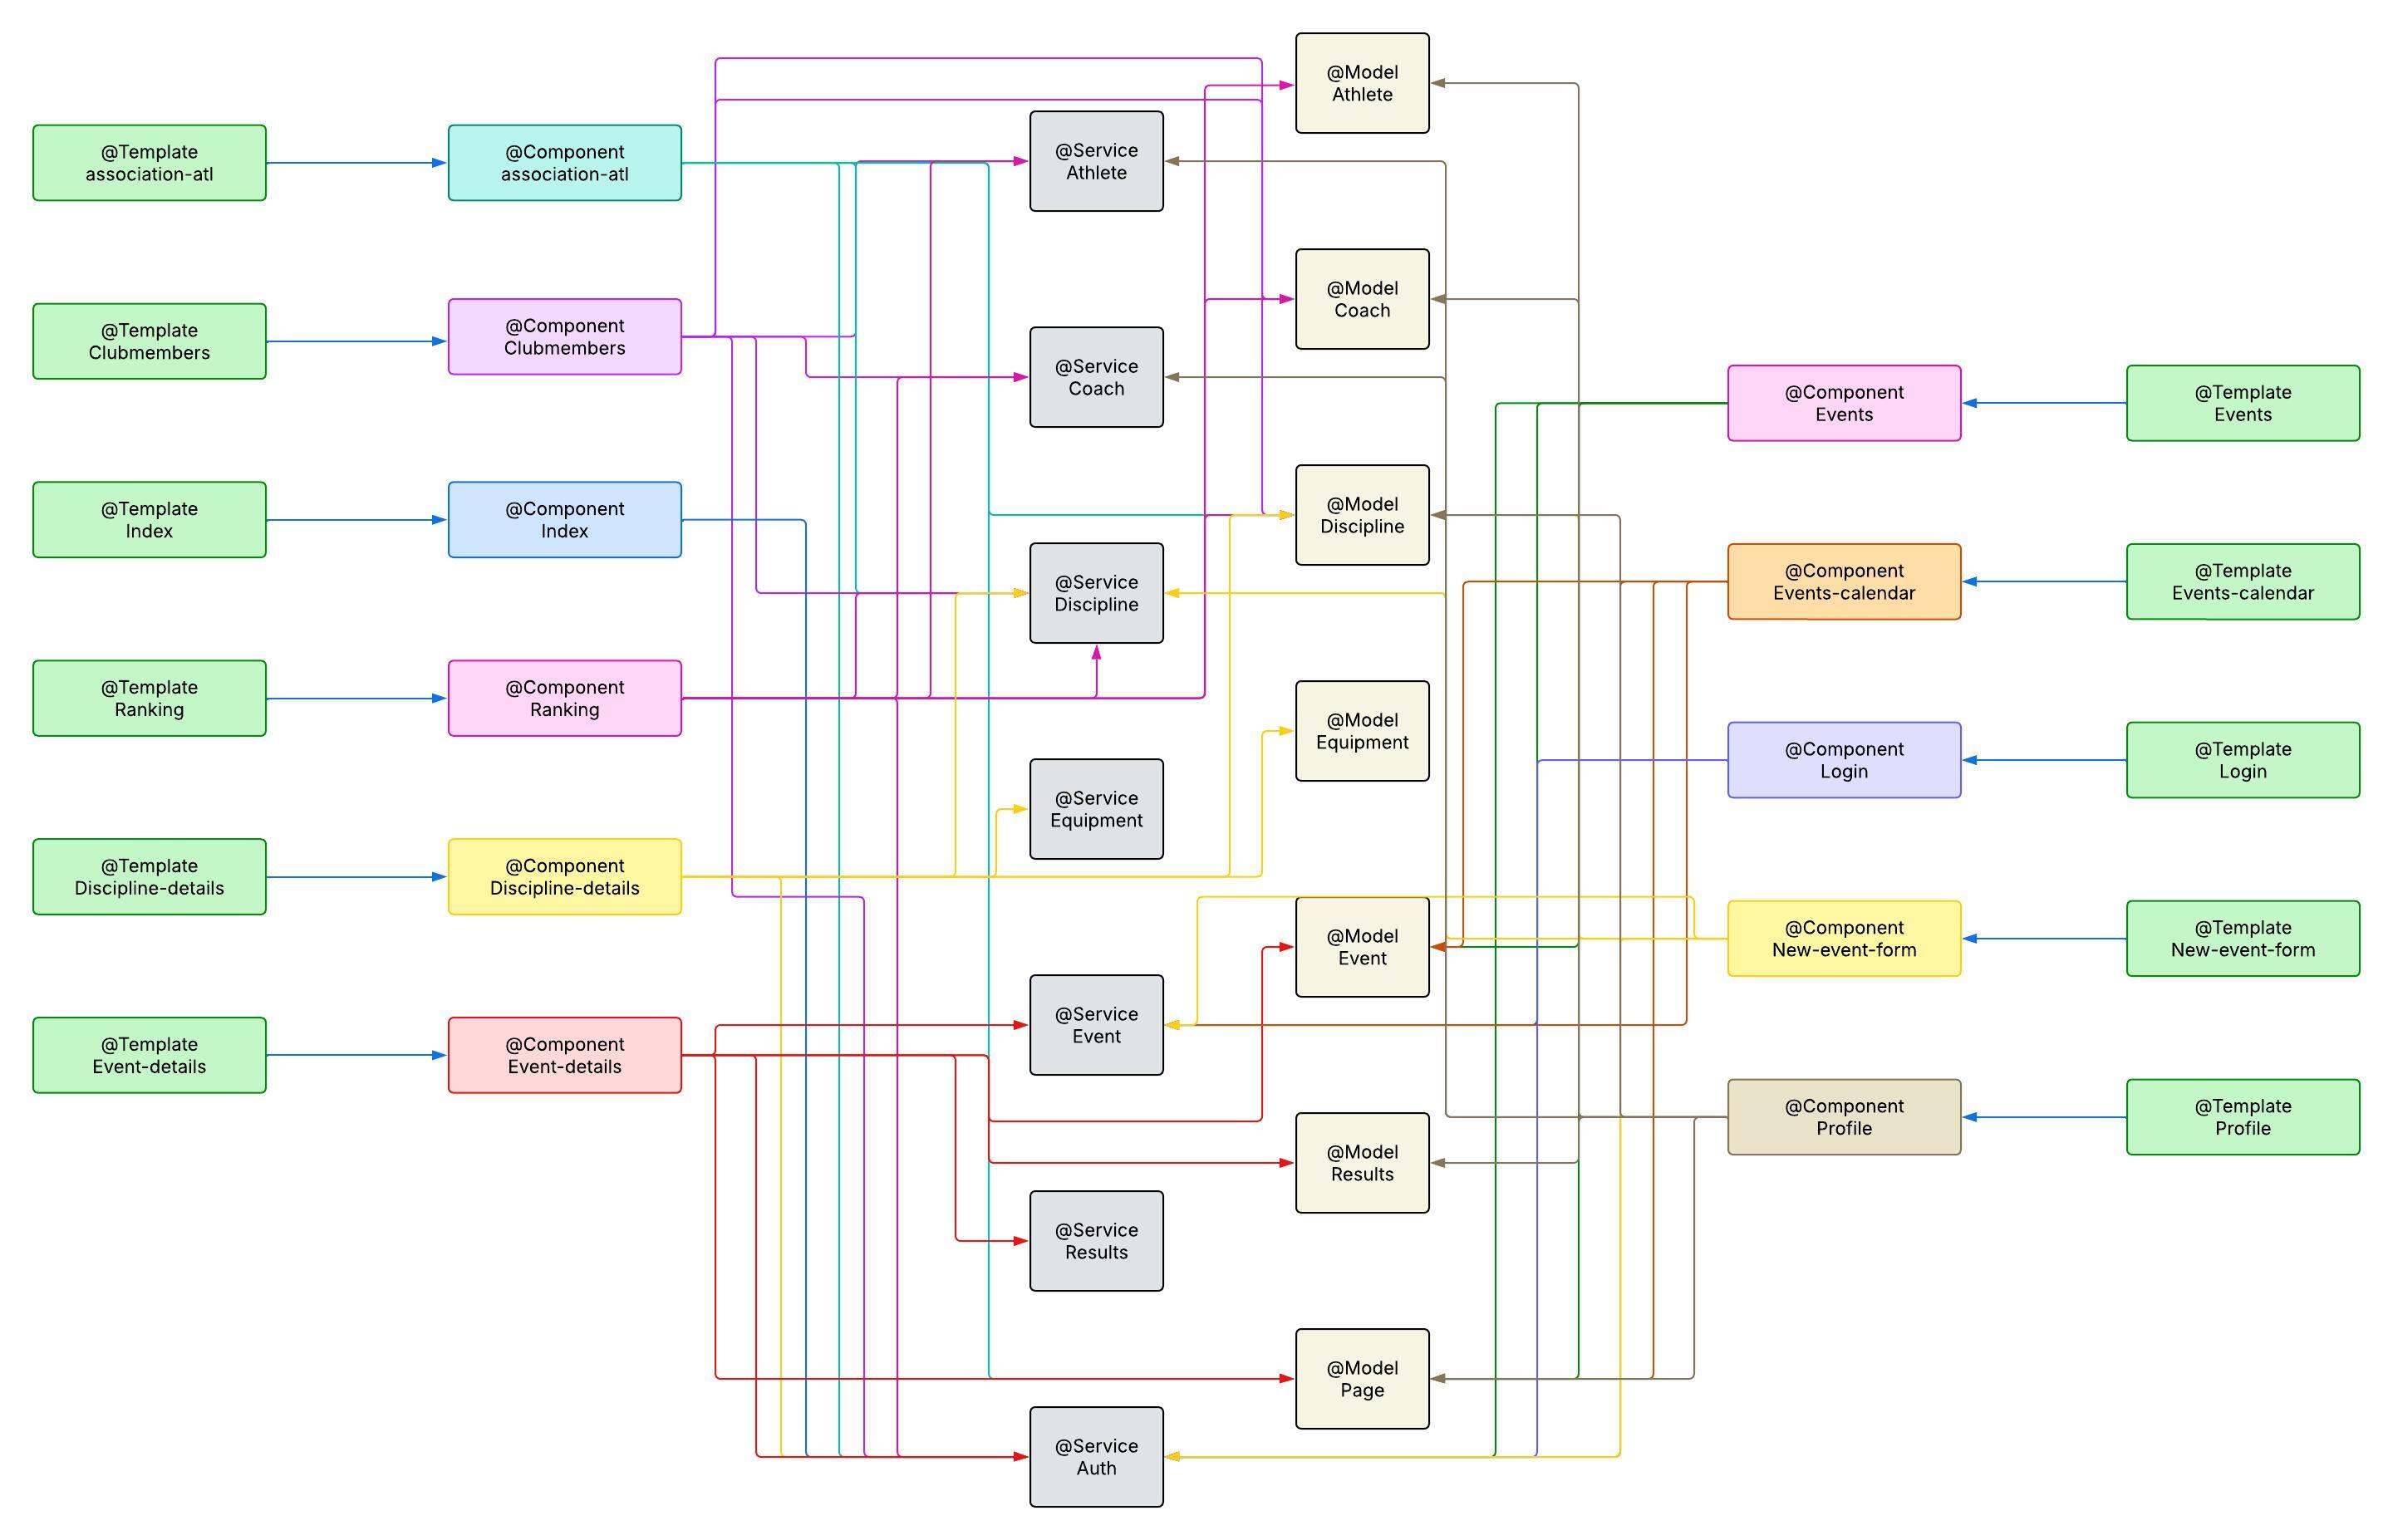 @Template
association-atl
@Component
association-atl
@Template
Clubmembers
@Component
Clubmembers
@Template
Index
@Component
Index
@Template
Ranking
@Component
Ranking
@Template
Discipline-details
@Component
Discipline-details
@Template
Event-details
@Component
Event-details
@Service
Athlete
@Service
Coach
@Service
Discipline
@Service
Equipment
@Service
Event
@Service
Results
@Service
Auth
@Model
Athlete
@Model
Coach
@Model
Discipline
@Model
Equipment
@Model
Event
@Model
Results
@Model
Page
@Component
Events
@Template
Events
@Component
Events-calendar
@Template
Events-calendar
@Component
Login
@Template
Login
@Component
New-event-form
@Template
New-event-form
@Component
Profile
@Template
Profile